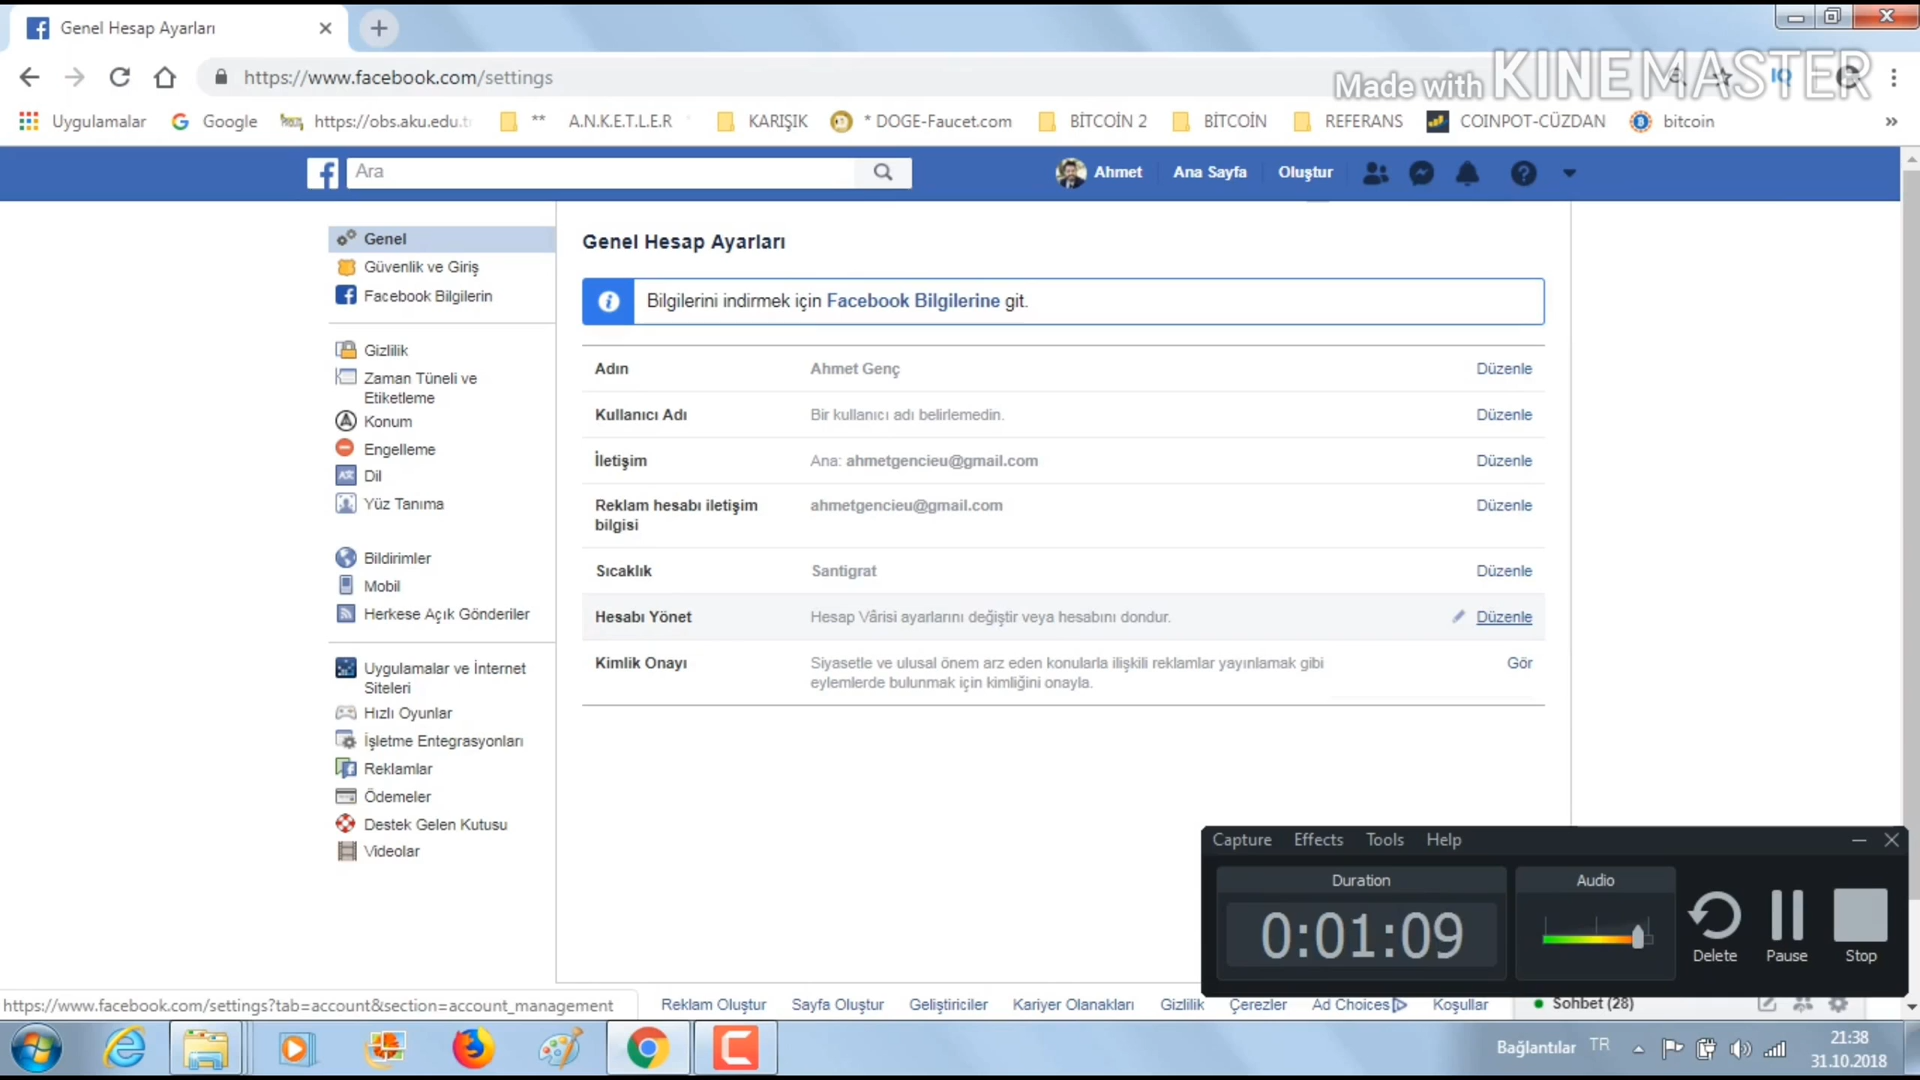 Genel Hesap Ayarları
https://www.facebook.com/settings
Made with KINEMASTER
Uygulamalar
Google
https://obs.aku.edu.t
**
A.N.K.E.T.L.E.R
KARIŞIK
* DOGE-Faucet.com
BİTCOİN 2
BİTCOİN
REFERANS
COINPOT-CÜZDAN
bitcoin
»
Ara
Ahmet
Ana Sayfa
Oluştur
Genel
Güvenlik ve Giriş
Facebook Bilgilerin
Gizlilik
Zaman Tüneli ve
Etiketleme
Konum
Engelleme
Dil
Yüz Tanıma
Bildirimler
Mobil
Herkese Açık Gönderiler
Uygulamalar ve İnternet
Siteleri
Hızlı Oyunlar
İşletme Entegrasyonları
Reklamlar
Ödemeler
Destek Gelen Kutusu
Videolar
Genel Hesap Ayarları
Bilgilerini indirmek için Facebook Bilgilerine git.
Adın Ahmet Genç Düzenle
Kullanıcı Adı Bir kullanıcı adı belirlemedin. Düzenle
İletişim Ana: ahmetgencieu@gmail.com Düzenle
Reklam hesabı iletişim ahmetgencieu@gmail.com Düzenle
bilgisi
Sıcaklık Santigrat Düzenle
Hesabı Yönet Hesap Vârisi ayarlarını değiştir veya hesabını dondur. Düzenle
Kimlik Onayı Siyasetle ve ulusal önem arz eden konularla ilişkili reklamlar yayınlamak gibi Gör
eylemlerde bulunmak için kimliğini onayla.
Capture Effects Tools Help
Duration
Audio
0:01:09
Delete
Pause
Stop
https://www.facebook.com/settings?tab=account&section=account_management
Reklam Oluştur
Sayfa Oluştur
Geliştiriciler
Kariyer Olanakları
Gizlilik
Çerezler
Ad Choices
Koşullar
Sohbet (28)
Bağlantılar
TR
21:38
31.10.2018